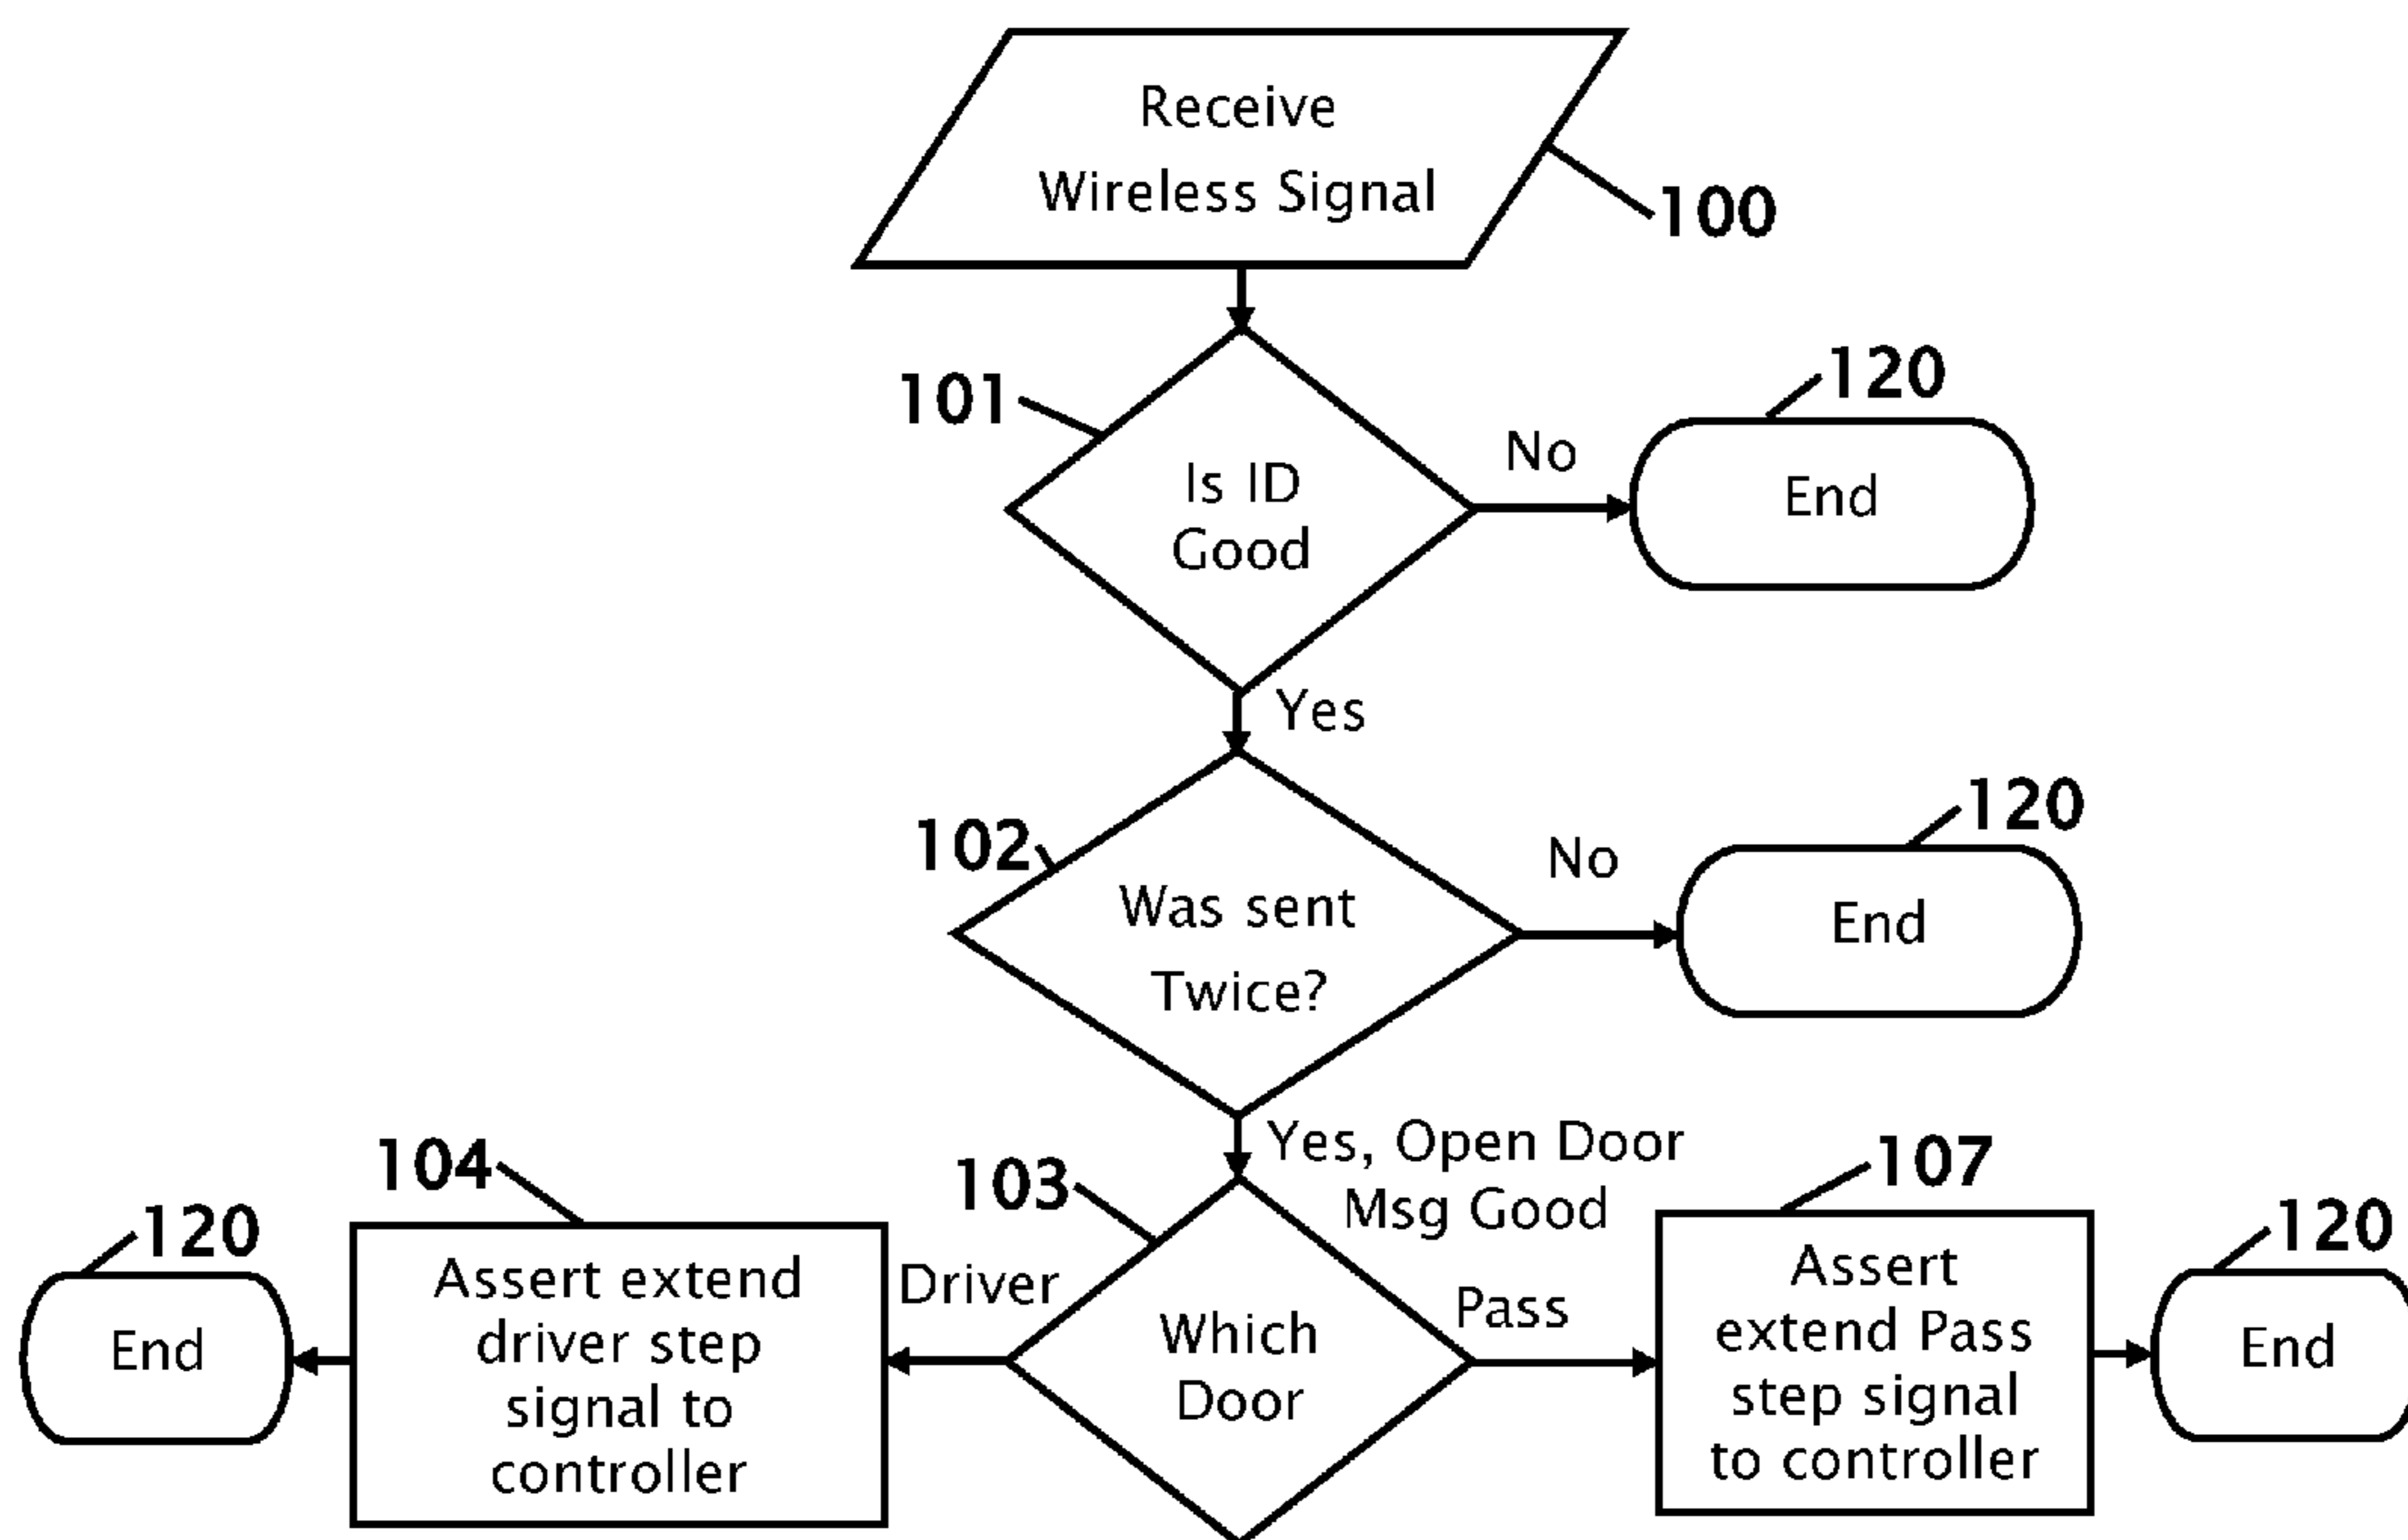 Receive
Wireless Signal
100
101
Is ID
Good
No
120
End
Yes
102
Was sent
Twice?
No
120
End
Yes, Open Door
Msg Good
103
Which
Door
Driver
104
Assert extend
driver step
signal to
controller
120
End
Pass
107
Assert
extend Pass
step signal
to controller
120
End